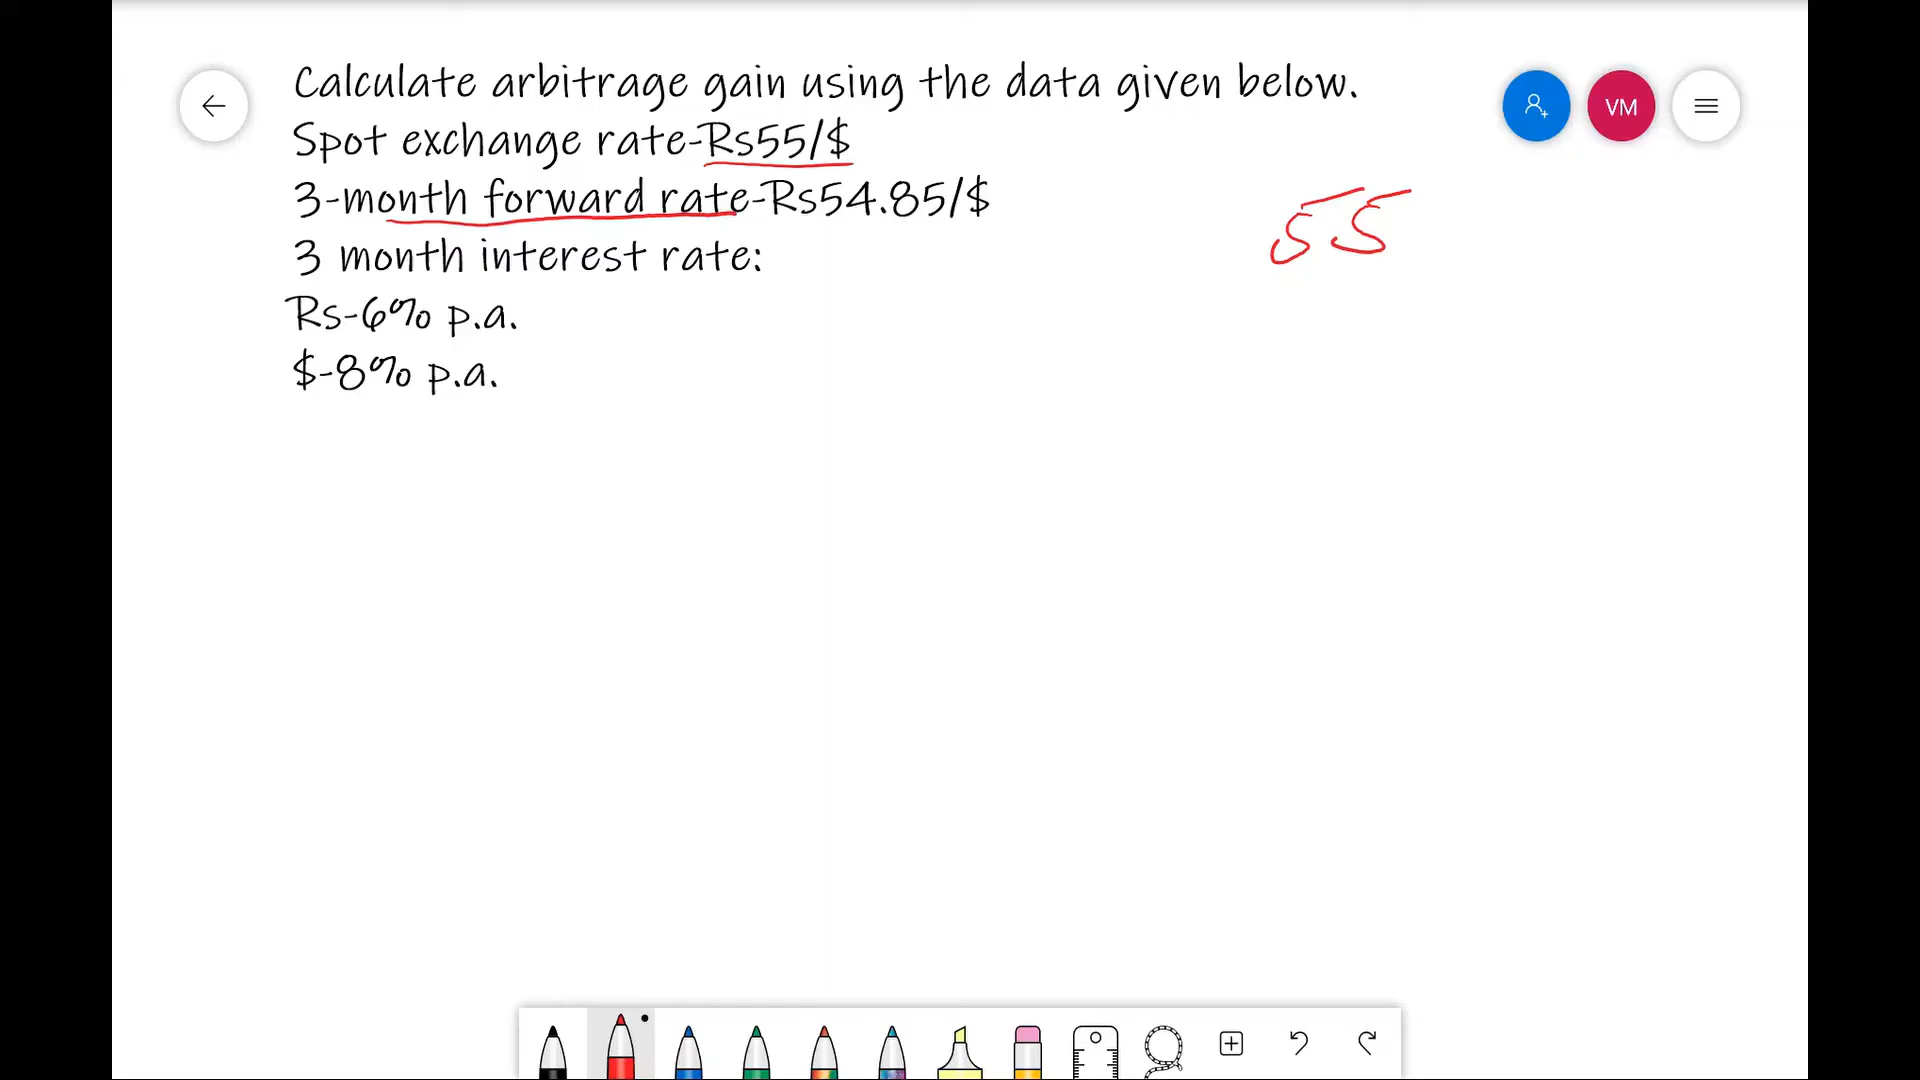 Calculate arbitrage gain using the data given below.
Spot exchange rate-Rs55/$
3-month forward rate-Rs54.85/$
3 month interest rate:
Rs-6% p.a.
$-8% p.a.
55
VM